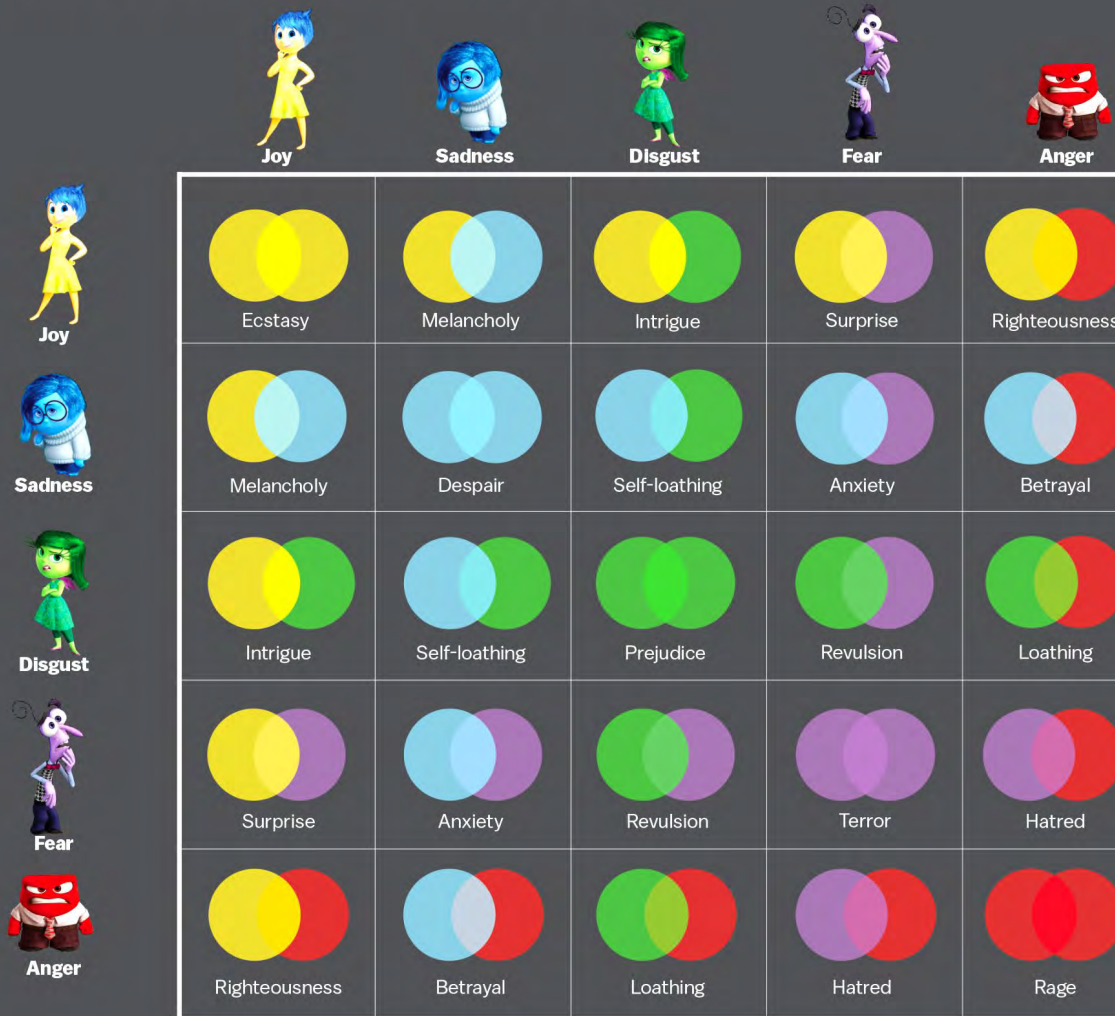 Joy Sadness Disgust Fear Anger
Joy
Ecstasy Melancholy Intrigue Surprise Righteousness
Sadness
Melancholy Despair Self-loathing Anxiety Betrayal
Disgust
Intrigue Self-loathing Prejudice Revulsion Loathing
Fear
Surprise Anxiety Revulsion Terror Hatred
Anger
Righteousness Betrayal Loathing Hatred Rage